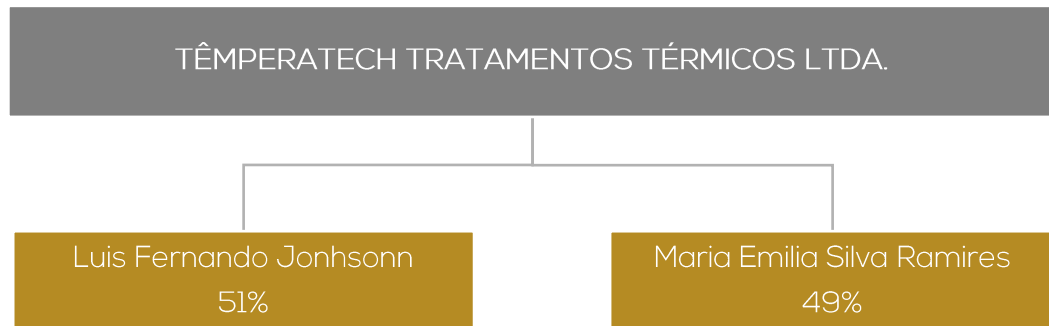 TÊMPERATECH TRATAMENTOS TÉRMICOS LTDA.
Luis Fernando Jonhsonn
51%
Maria Emilia Silva Ramires
49%